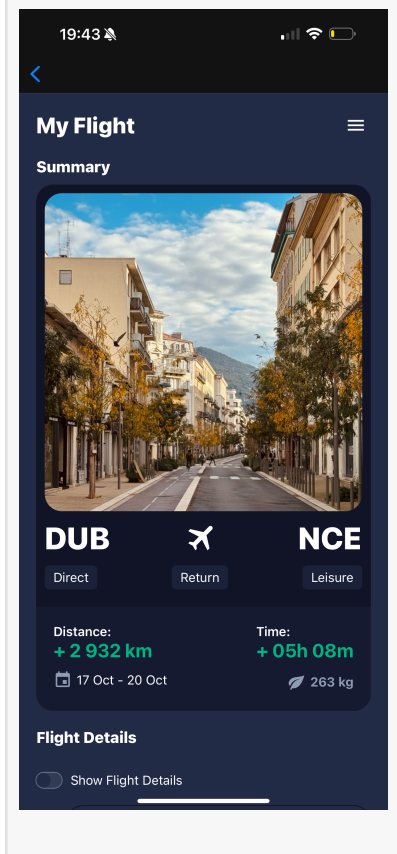 19:43
My Flight
Summary
DUB NCE
Direct Return Leisure
Distance: Time:
+ 2 932 km + 05h 08m
17 Oct - 20 Oct 263 kg
Flight Details
Show Flight Details